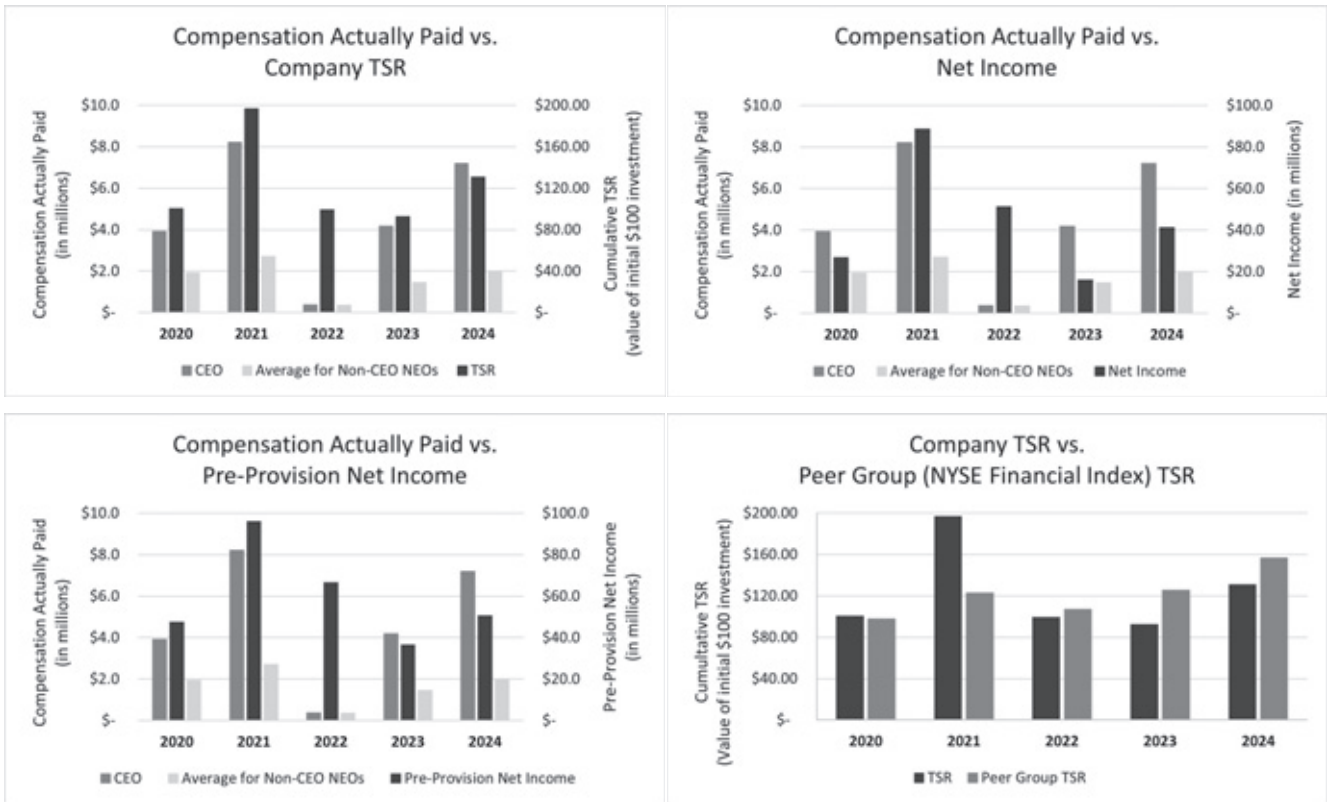 Compensation Actually Paid vs.
Company TSR
Compensation Actually Paid
(in millions)
$10.0
$8.0
$6.0
$4.0
$2.0
$-
$200.00
$160.00
$120.00
$80.00
$40.00
$-
Cumulative TSR
(value of initial $100 investment)
2020 2021 2022 2023 2024
CEO Average for Non-CEO NEOs TSR
Compensation Actually Paid vs.
Net Income
Compensation Actually Paid
(in millions)
$10.0
$8.0
$6.0
$4.0
$2.0
$-
$100.0
$80.0
$60.0
$40.0
$20.0
$-
Net Income (in millions)
2020 2021 2022 2023 2024
CEO Average for Non-CEO NEOs Net Income
Compensation Actually Paid vs.
Pre-Provision Net Income
Compensation Actually Paid
(in millions)
$10.0
$8.0
$6.0
$4.0
$2.0
$-
$100.0
$80.0
$60.0
$40.0
$20.0
$-
Pre-Provision Net Income
(in millions)
2020 2021 2022 2023 2024
CEO Average for Non-CEO NEOs Pre-Provision Net Income
Company TSR vs.
Peer Group (NYSE Financial Index) TSR
Cumultative TSR
(Value of initial $100 investment)
$200.00
$160.00
$120.00
$80.00
$40.00
$-
2020 2021 2022 2023 2024
TSR Peer Group TSR